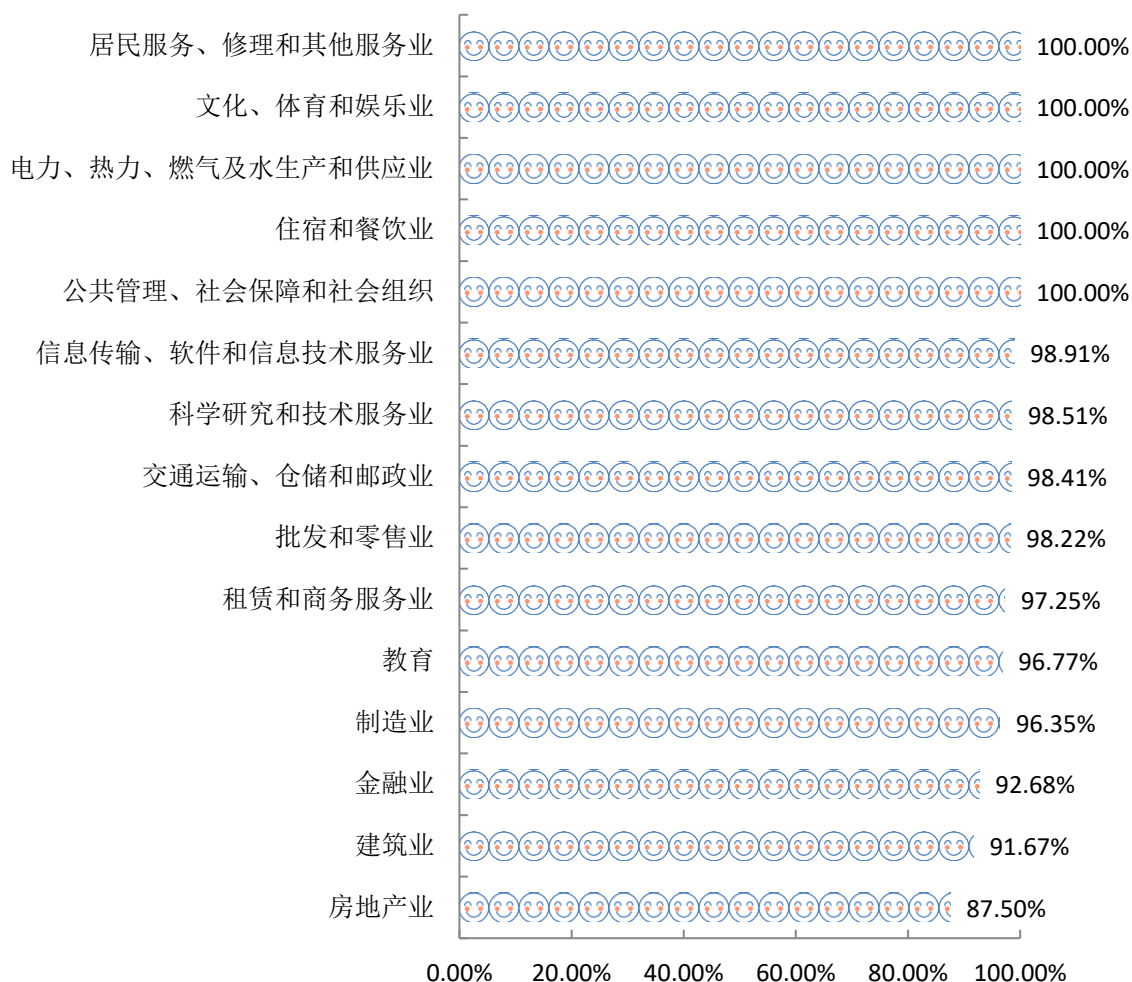 居民服务、修理和其他服务业 100.00%
文化、体育和娱乐业 100.00%
电力、热力、燃气及水生产和供应业 100.00%
住宿和餐饮业 100.00%
公共管理、社会保障和社会组织 100.00%
信息传输、软件和信息技术服务业 98.91%
科学研究和技术服务业 98.51%
交通运输、仓储和邮政业 98.41%
批发和零售业 98.22%
租赁和商务服务业 97.25%
教育 96.77%
制造业 96.35%
金融业 92.68%
建筑业 91.67%
房地产业 87.50%
0.00% 20.00% 40.00% 60.00% 80.00% 100.00%